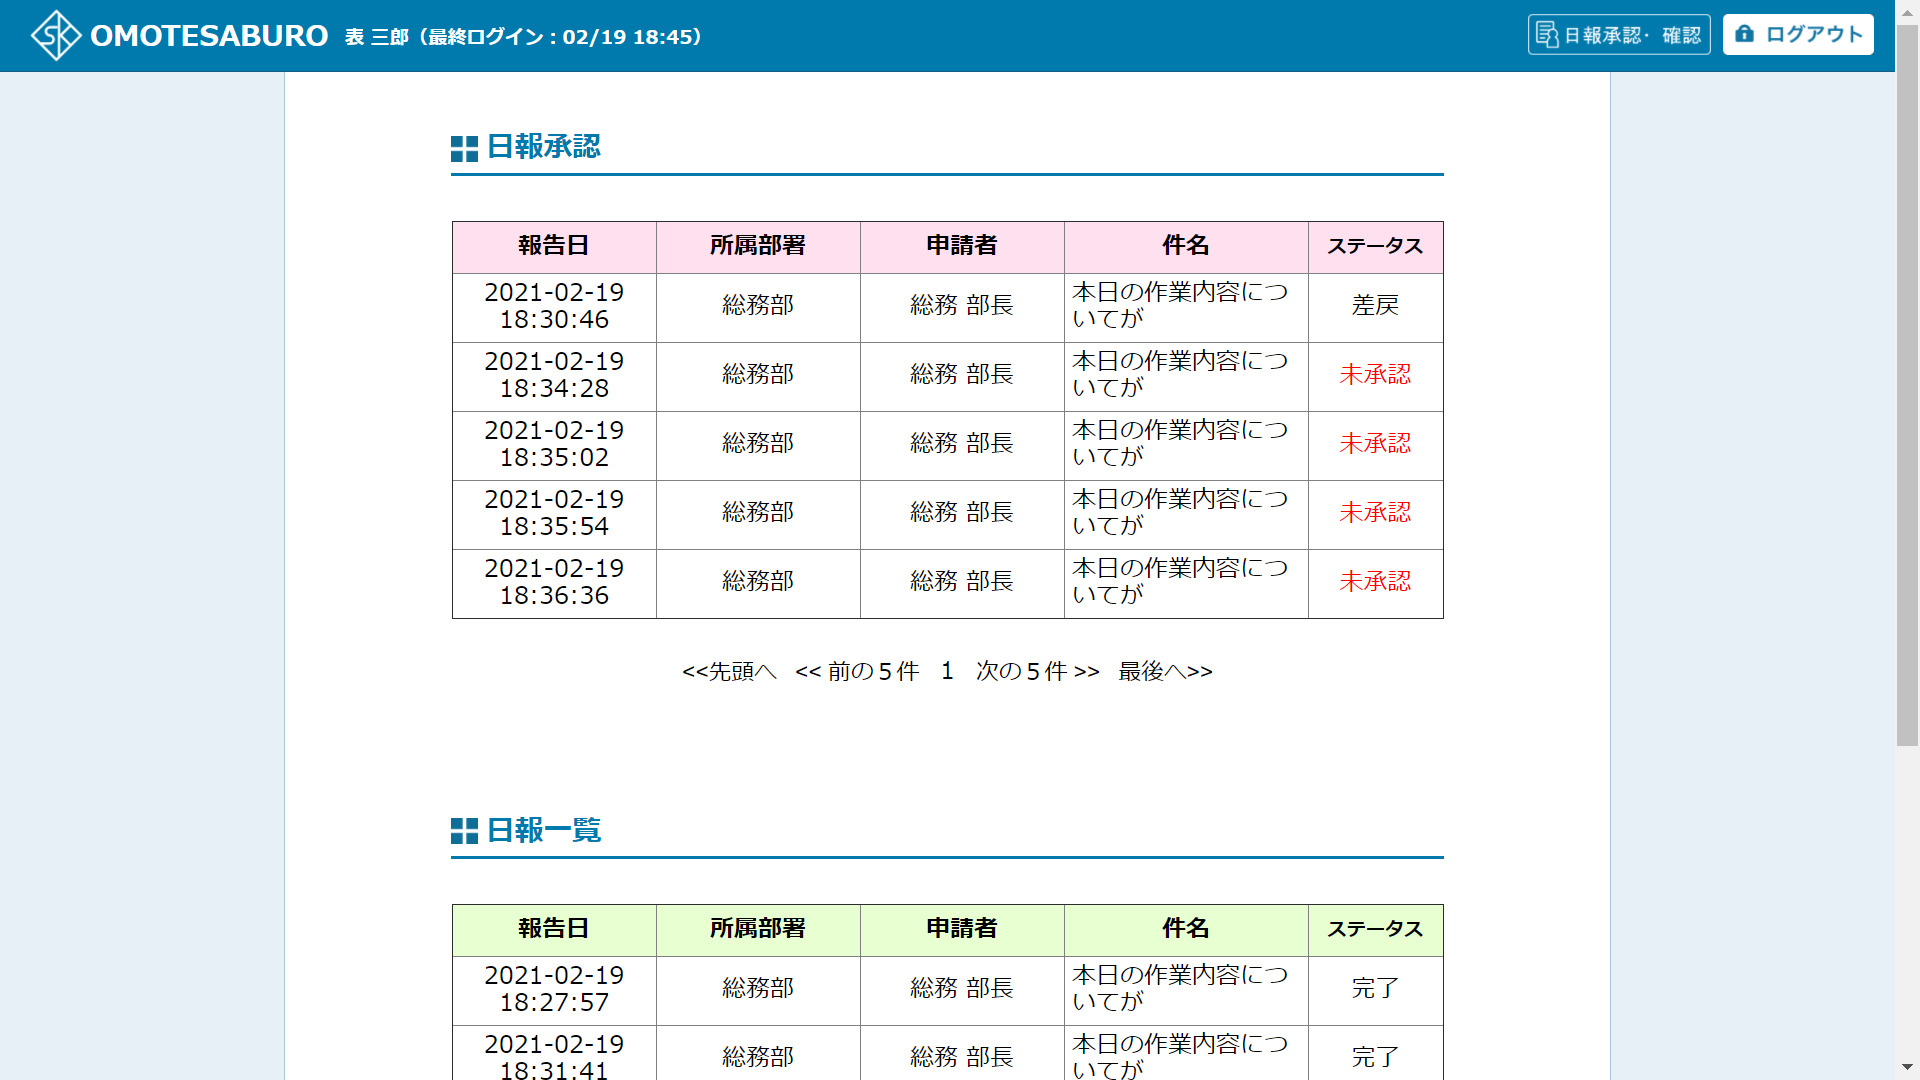 OMOTESABURO 表 三郎（最終ログイン：02/19 18:45） 日報承認・確認 ログアウト
日報承認
報告日 所属部署 申請者 件名 ステータス
2021-02-19 18:30:46 総務部 総務 部長 本日の作業内容についてが 差戻
2021-02-19 18:34:28 総務部 総務 部長 本日の作業内容についてが 未承認
2021-02-19 18:35:02 総務部 総務 部長 本日の作業内容についてが 未承認
2021-02-19 18:35:54 総務部 総務 部長 本日の作業内容についてが 未承認
2021-02-19 18:36:36 総務部 総務 部長 本日の作業内容についてが 未承認
<<先頭へ << 前の５件 1 次の５件 >> 最後へ>>
日報一覧
報告日 所属部署 申請者 件名 ステータス
2021-02-19 18:27:57 総務部 総務 部長 本日の作業内容についてが 完了
2021-02-19 18:31:41 総務部 総務 部長 本日の作業内容についてが 完了